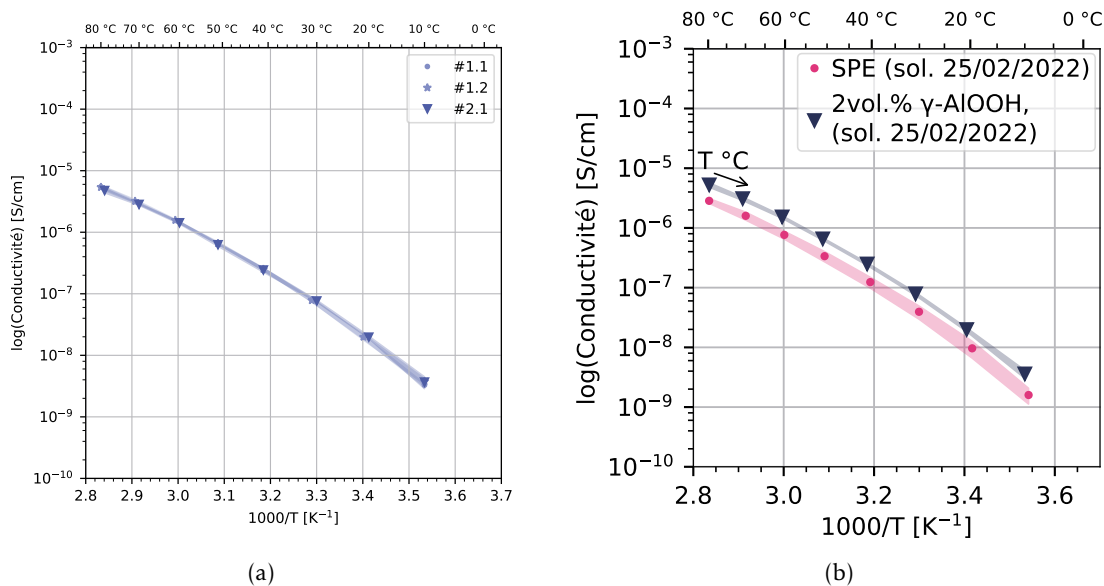 80 °C 70 °C 60 °C 50 °C 40 °C 30 °C 20 °C 10 °C 0 °C
10⁻³
10⁻⁴
10⁻⁵
10⁻⁶
10⁻⁷
10⁻⁸
10⁻⁹
10⁻¹⁰
log(Conductivité) [S/cm]
#1.1
#1.2
#2.1
2.8 2.9 3.0 3.1 3.2 3.3 3.4 3.5 3.6 3.7
1000/T [K⁻¹]
(a)
80 °C 60 °C 40 °C 20 °C 0 °C
10⁻³
10⁻⁴
10⁻⁵
10⁻⁶
10⁻⁷
10⁻⁸
10⁻⁹
10⁻¹⁰
log(Conductivité) [S/cm]
SPE (sol. 25/02/2022)
2vol.% γ-AlOOH,
(sol. 25/02/2022)
T °C
2.8 3.0 3.2 3.4 3.6
1000/T [K⁻¹]
(b)